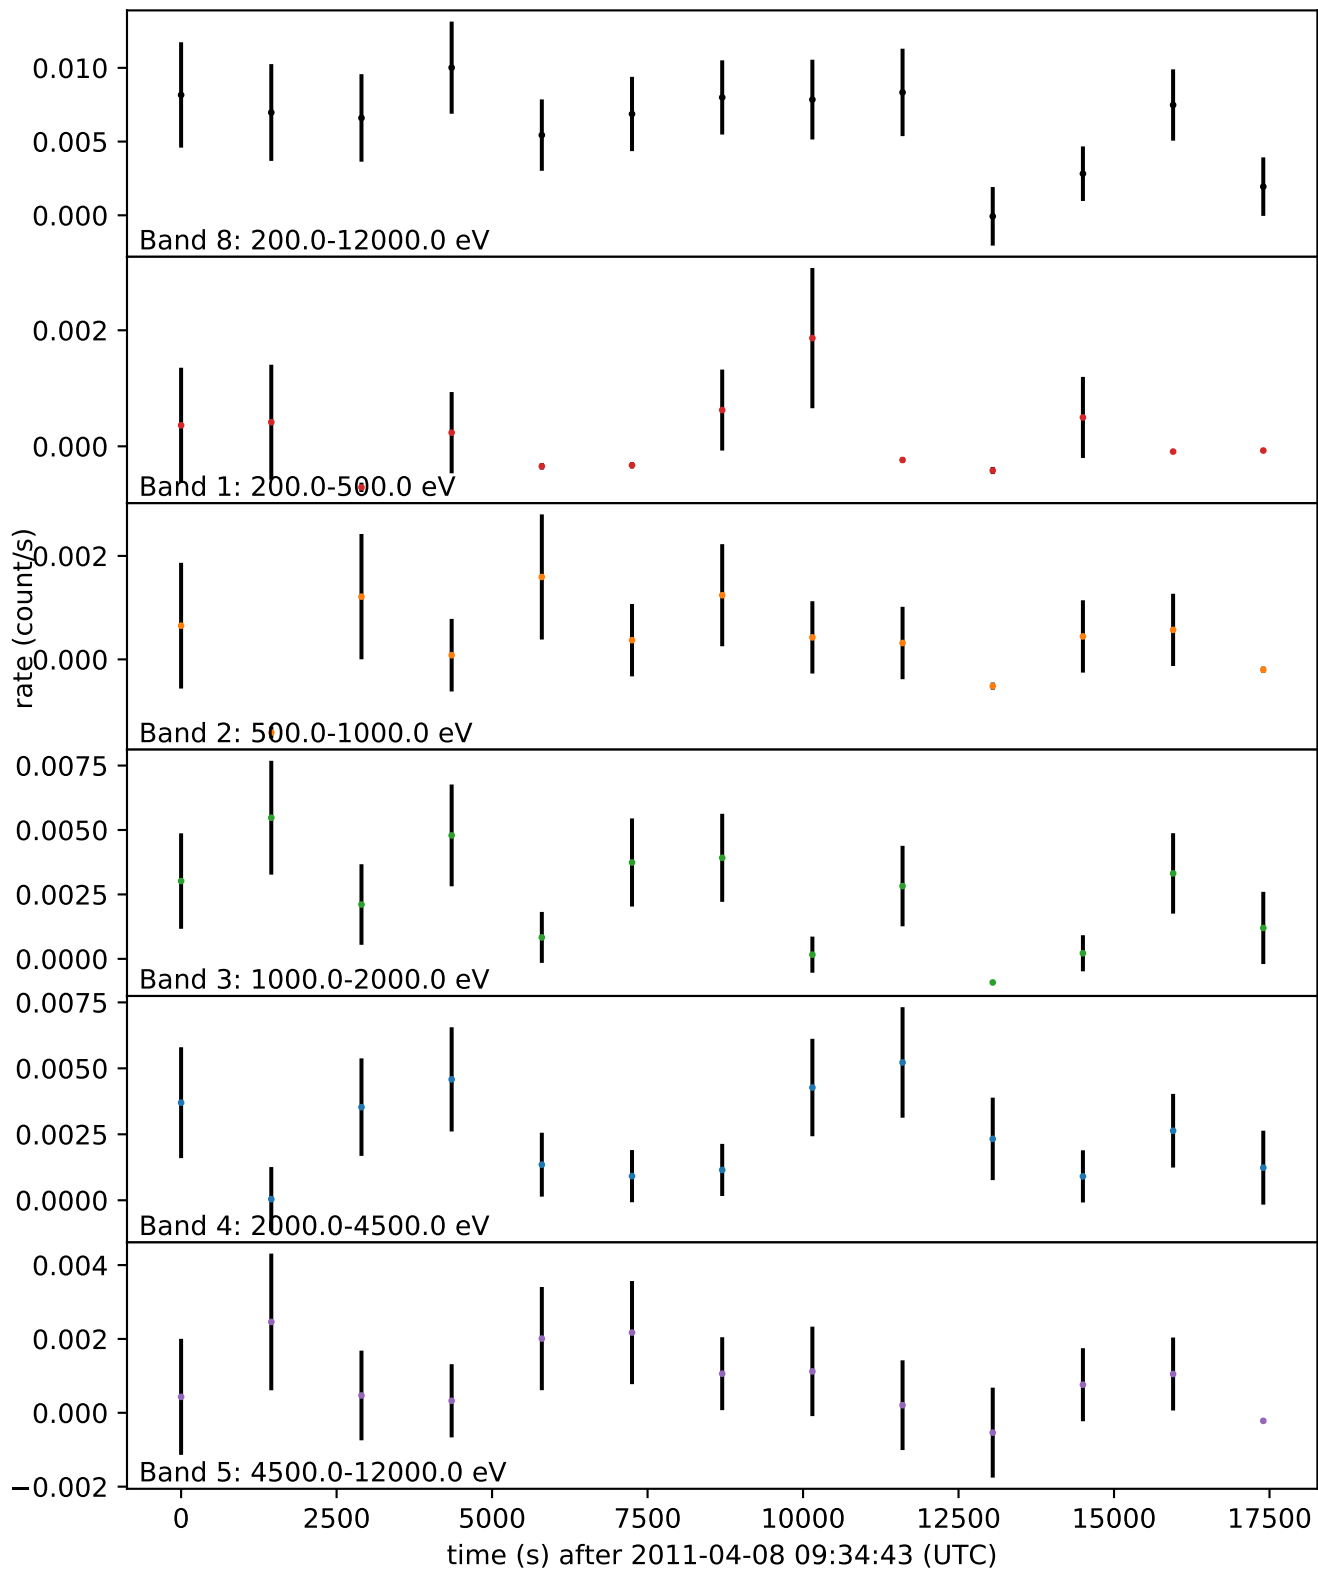 0.010
0.005
0.000
Band 8: 200.0-12000.0 eV
0.002
0.000
Band 1: 200.0-500.0 eV
rate (count/s)
0.002
0.000
Band 2: 500.0-1000.0 eV
0.0075
0.0050
0.0025
0.0000
Band 3: 1000.0-2000.0 eV
0.0075
0.0050
0.0025
0.0000
Band 4: 2000.0-4500.0 eV
0.004
0.002
0.000
−0.002
Band 5: 4500.0-12000.0 eV
0 2500 5000 7500 10000 12500 15000 17500
time (s) after 2011-04-08 09:34:43 (UTC)